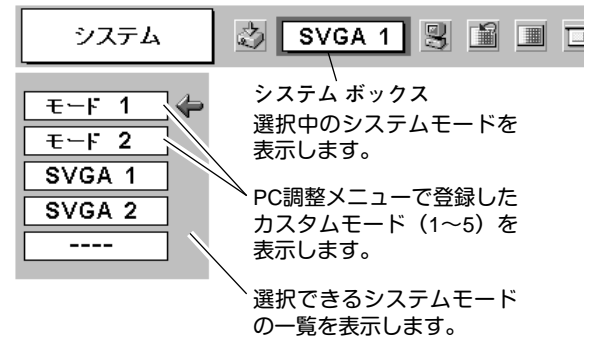 システム
SVGA 1
システム ボックス
選択中のシステムモードを
表示します。
モード 1
モード 2
SVGA 1
SVGA 2
----
PC調整メニューで登録した
カスタムモード（1～5）を
表示します。
選択できるシステムモード
の一覧を表示します。